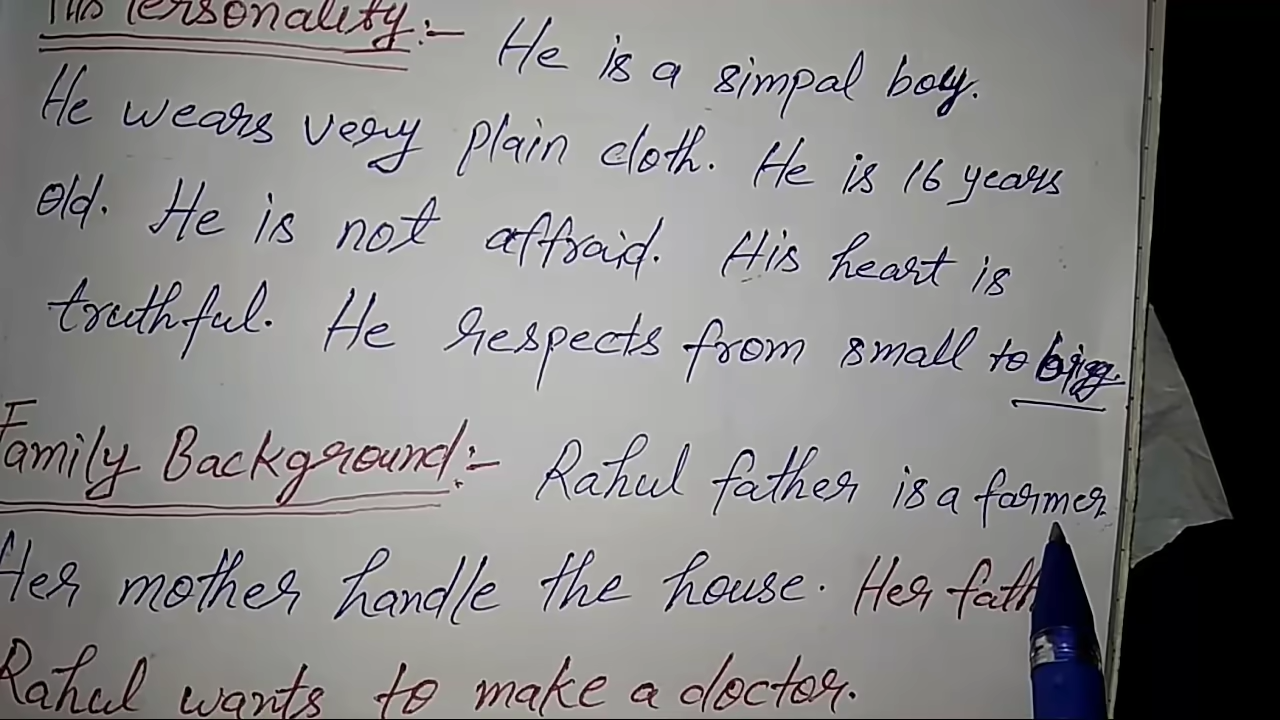 His Personality:- He is a simpal boy.
He wears very plain cloth. He is 16 years
old. He is not affraid. His heart is
truthful. He respects from small to bigg.
Family Background:- Rahul father is a farmer.
Her mother handle the house. Her fath
Rahul wants to make a doctor.